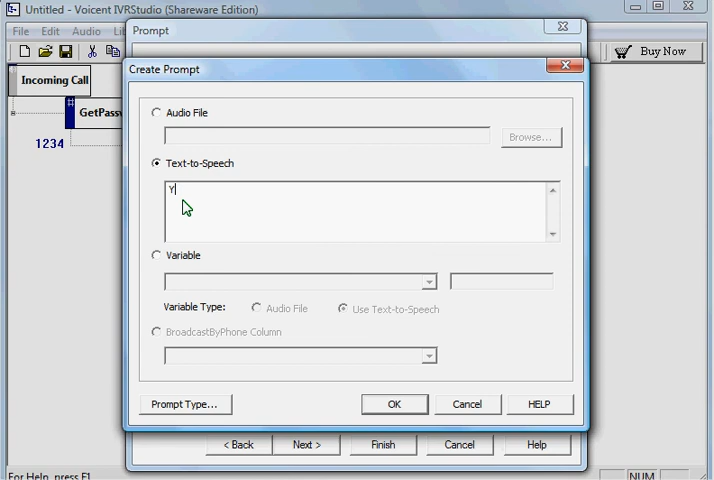 Untitled - Voicent IVRStudio (Shareware Edition)
File Edit Audio
Buy Now
Prompt
Create Prompt
Incoming Call
#
1234
Audio File
Browse...
Text-to-Speech
Y
Variable
Variable Type: Audio File Use Text-to-Speech
BroadcastByPhone Column
Prompt Type... OK Cancel HELP
< Back Next > Finish Cancel Help
For Help, press F1 NUM